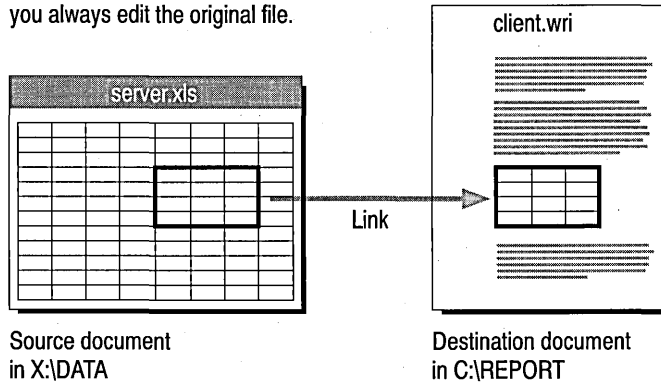 you always edit the original file.
server.xls
client.wri
Link
Source document
in X:\DATA
Destination document
in C:\REPORT